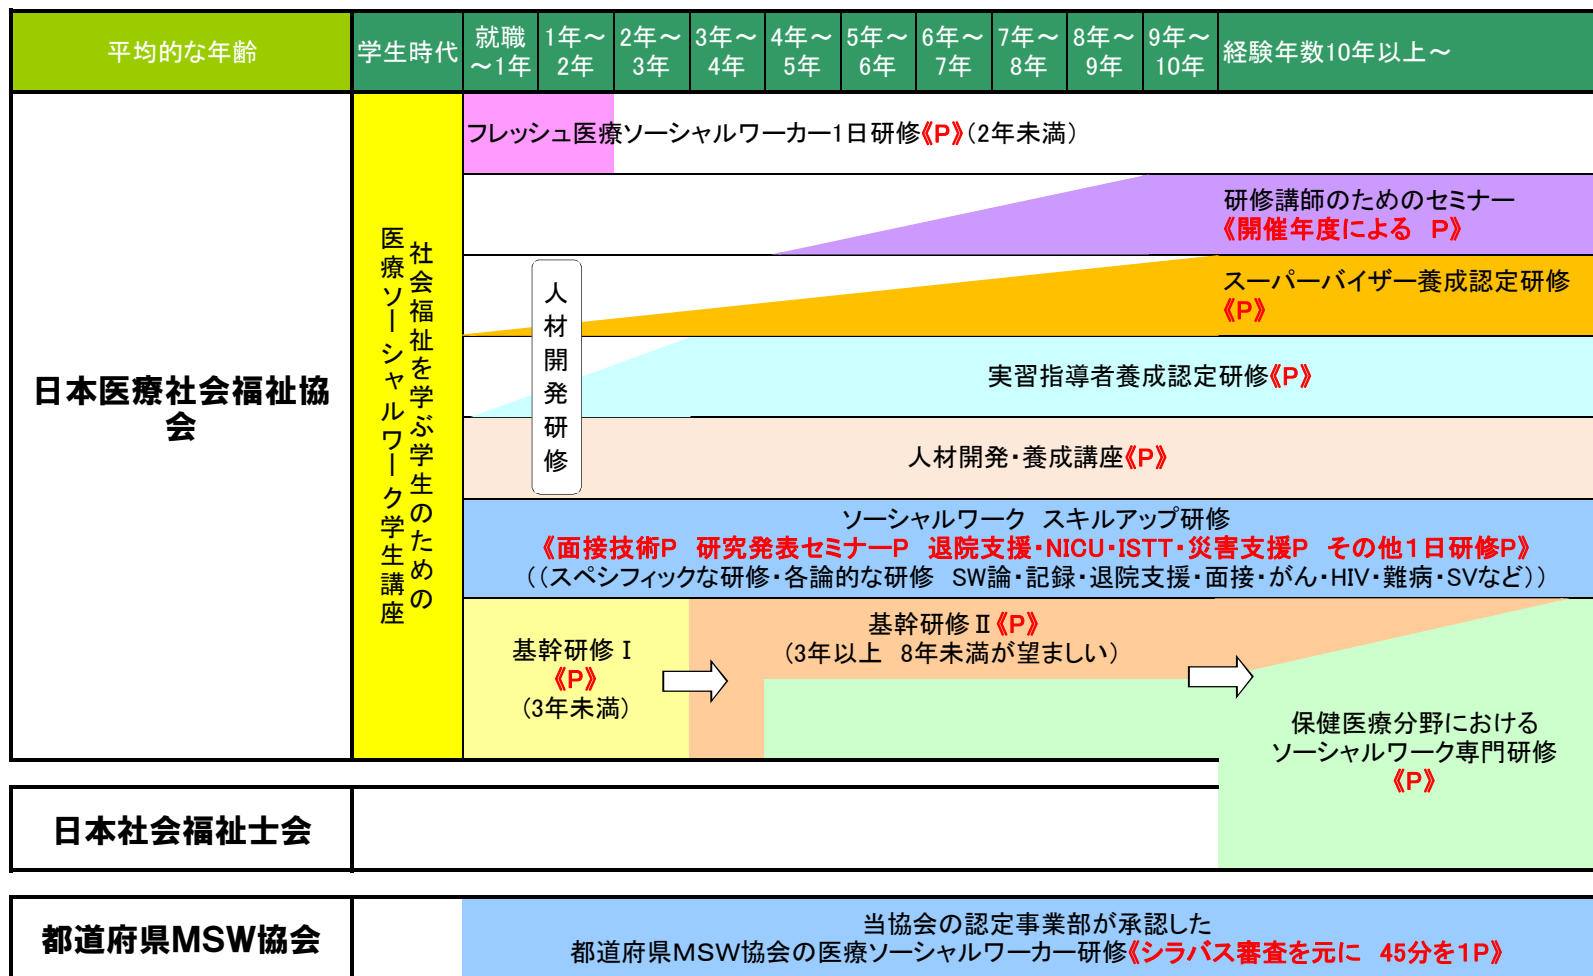 平均的な年齢
学生時代
就職
～1年
1年～
2年
2年～
3年
3年～
4年
4年～
5年
5年～
6年
6年～
7年
7年～
8年
8年～
9年
9年～
10年
経験年数10年以上～
日本医療社会福祉協
会
社会福祉を学ぶ学生のための
医療ソーシャルワーク学生講座
フレッシュ医療ソーシャルワーカー1日研修《P》（2年未満）
研修講師のためのセミナー
《開催年度による　P》
人材開発研修
スーパーバイザー養成認定研修
《P》
実習指導者養成認定研修《P》
人材開発・養成講座《P》
ソーシャルワーク　スキルアップ研修
《面接技術P　研究発表セミナーP　退院支援・NICU・ISTT・災害支援P　その他１日研修P》
（（スペシフィックな研修・各論的な研修　SW論・記録・退院支援・面接・がん・HIV・難病・SVなど））
基幹研修Ⅰ
《P》
（3年未満）
基幹研修Ⅱ《P》
（3年以上　8年未満が望ましい）
保健医療分野における
ソーシャルワーク専門研修
《P》
日本社会福祉士会
都道府県MSW協会
当協会の認定事業部が承認した
都道府県MSW協会の医療ソーシャルワーカー研修《シラバス審査を元に　45分を1P》